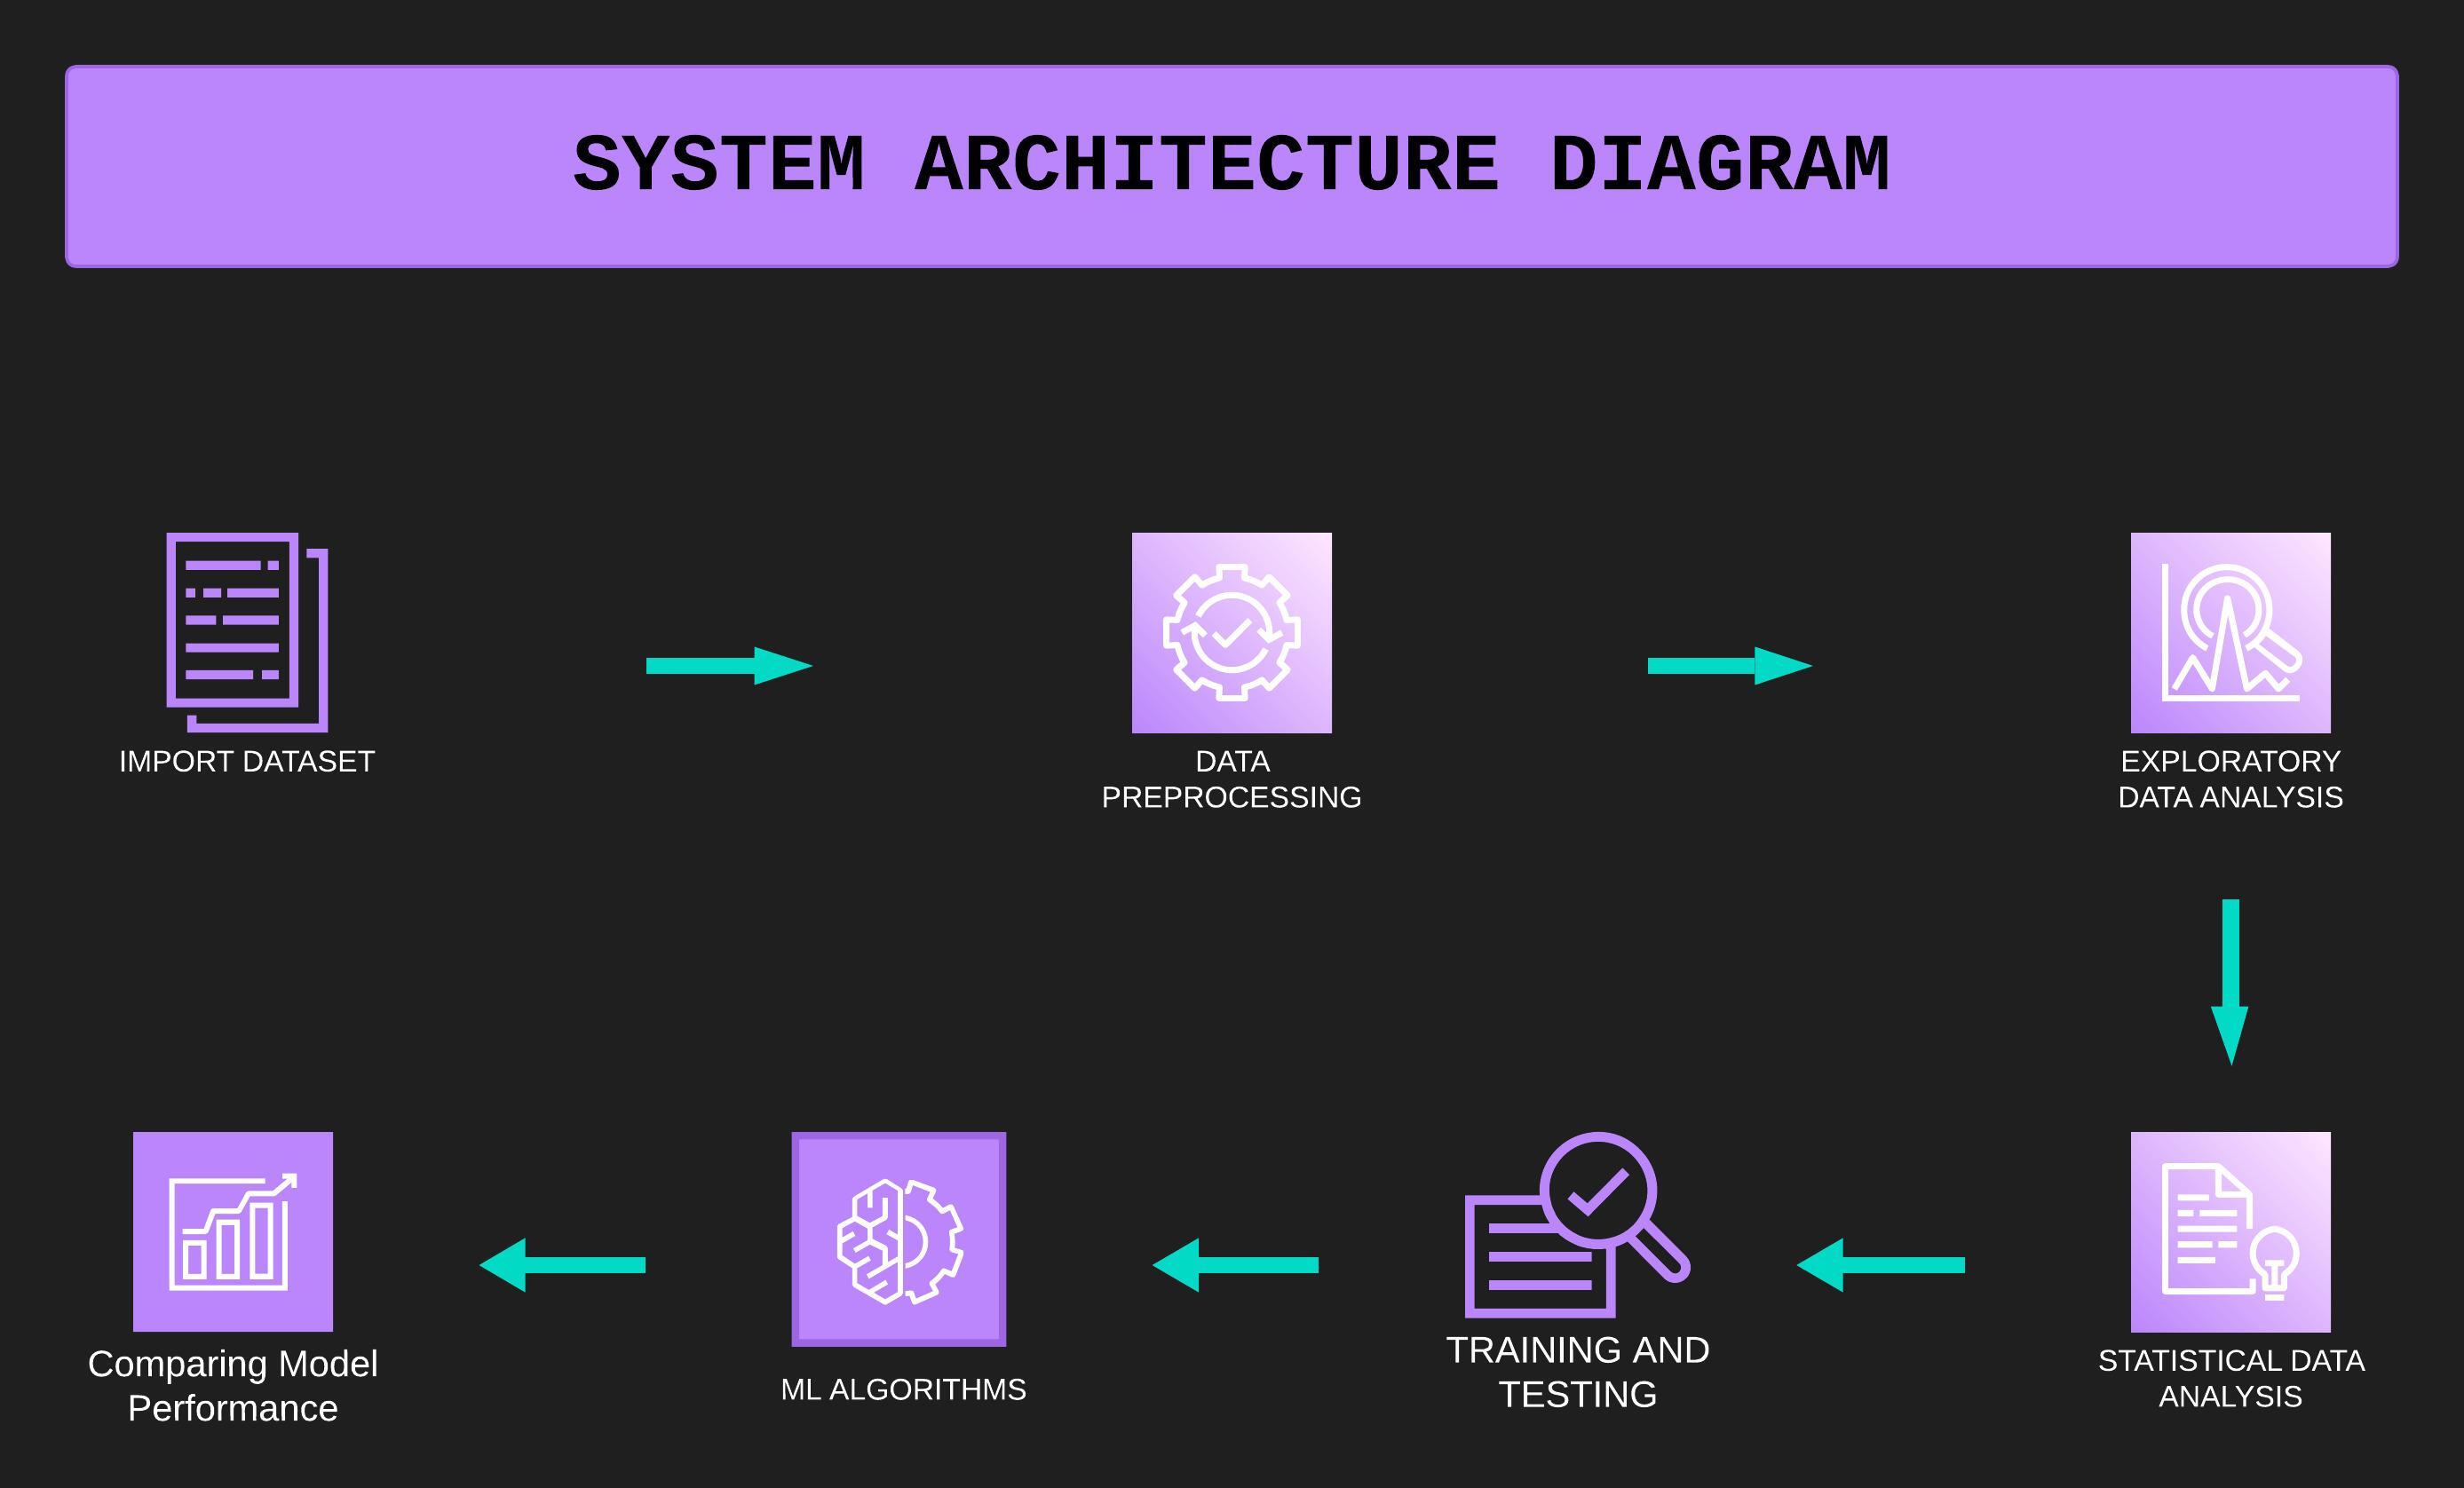 SYSTEM ARCHITECTURE DIAGRAM
IMPORT DATASET
DATA
PREPROCESSING
EXPLORATORY
DATA ANALYSIS
Comparing Model
Performance
ML ALGORITHMS
TRAINING AND
TESTING
STATISTICAL DATA
ANALYSIS